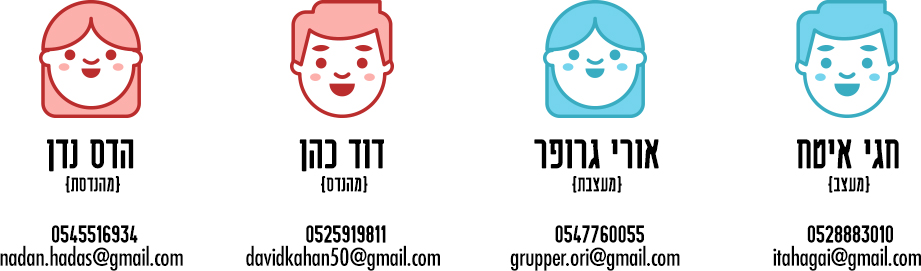 חגי איטח
{מעצב}
0528883010
itahagai@gmail.com
אורי גרופר
{מעצבת}
0547760055
grupper.ori@gmail.com
דוד כהן
{מהנדס}
0525919811
davidkahan50@gmail.com
הדס נדן
{מהנדסת}
0545516934
nadan.hadas@gmail.com